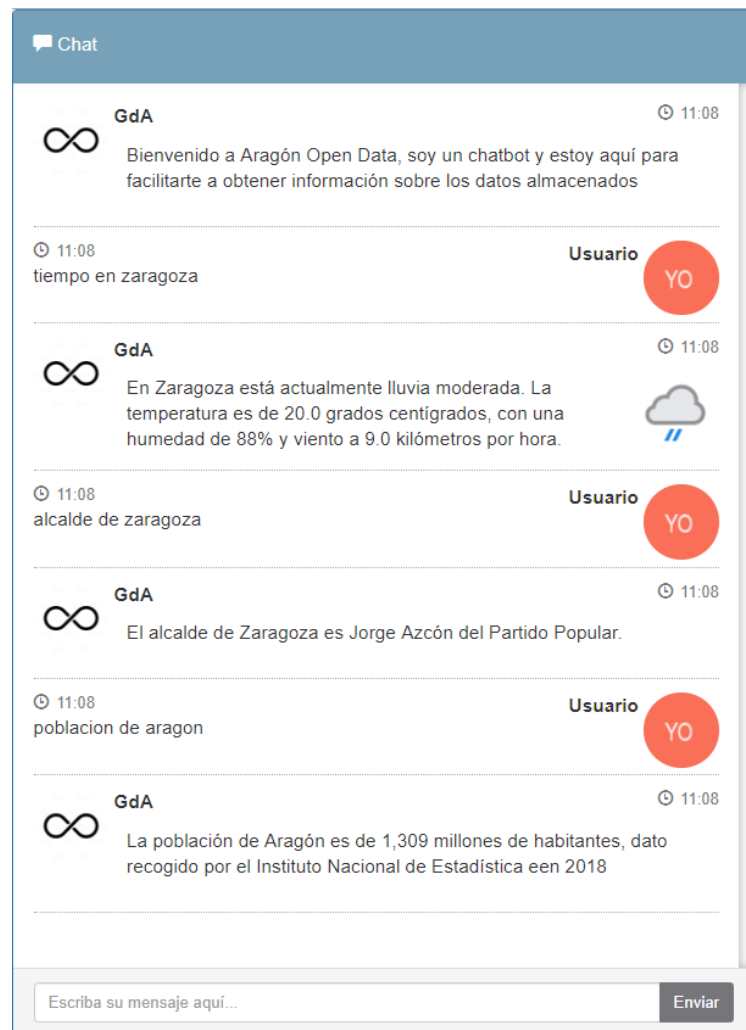 Chat
GdA
11:08
Bienvenido a Aragón Open Data, soy un chatbot y estoy aquí para
facilitarte a obtener información sobre los datos almacenados
11:08
Usuario
YO
tiempo en zaragoza
GdA
11:08
En Zaragoza está actualmente lluvia moderada. La
temperatura es de 20.0 grados centígrados, con una
humedad de 88% y viento a 9.0 kilómetros por hora.
11:08
Usuario
YO
alcalde de zaragoza
GdA
11:08
El alcalde de Zaragoza es Jorge Azcón del Partido Popular.
11:08
Usuario
YO
poblacion de aragon
GdA
11:08
La población de Aragón es de 1,309 millones de habitantes, dato
recogido por el Instituto Nacional de Estadística een 2018
Escriba su mensaje aquí...
Enviar